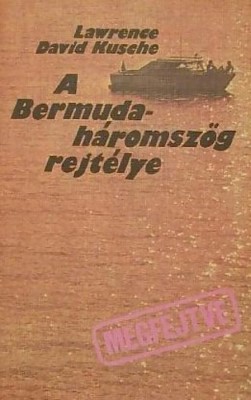 Lawrence
David Kusche
A
Bermuda-
háromszög
rejtélye
MEGFEJTVE